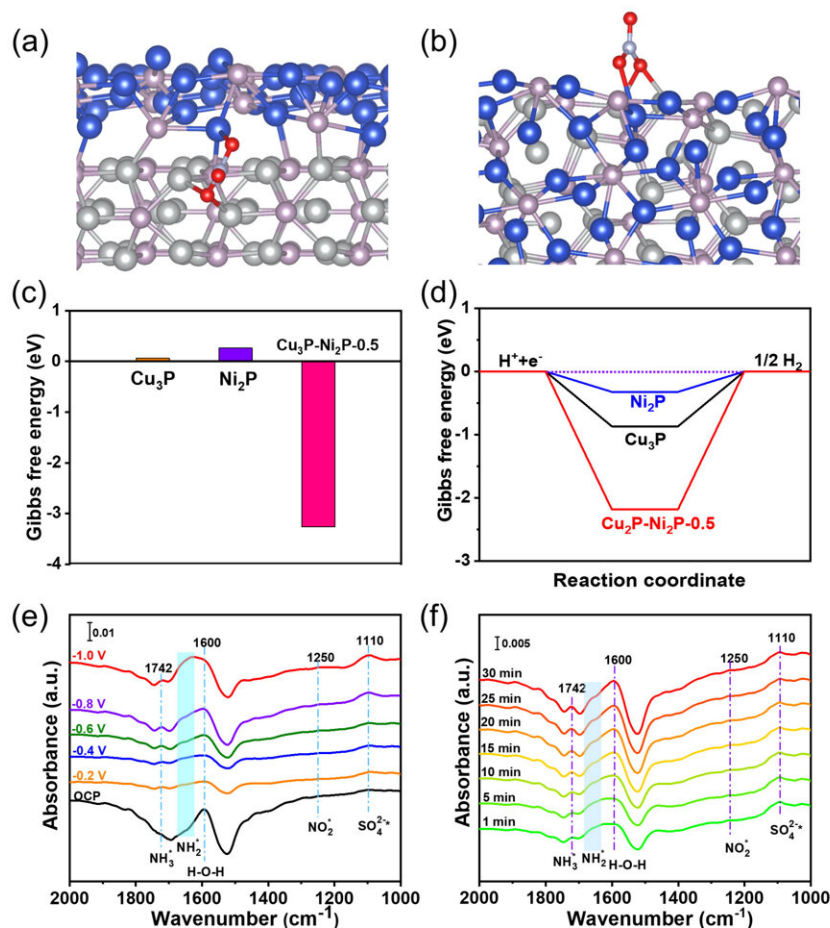 (a)
(b)
(c)
Gibbs free energy (eV)
1
0
-1
-2
-3
-4
Cu₃P
Ni₂P
Cu₃P-Ni₂P-0.5
(d)
Gibbs free energy (eV)
1
0
-1
-2
-3
H⁺+e⁻
1/2 H₂
Ni₂P
Cu₃P
Cu₂P-Ni₂P-0.5
Reaction coordinate
(e)
Absorbance (a.u.)
0.01
1742
1600
1250
1110
-1.0 V
-0.8 V
-0.6 V
-0.4 V
-0.2 V
OCP
NH₃*
NH₂*
H-O-H
NO₂*
SO₄²⁻*
2000 1800 1600 1400 1200 1000
Wavenumber (cm⁻¹)
(f)
Absorbance (a.u.)
0.005
1742
1600
1250
1110
30 min
25 min
20 min
15 min
10 min
5 min
1 min
NH₃*
NH₂*
H-O-H
NO₂*
SO₄²⁻*
2000 1800 1600 1400 1200 1000
Wavenumber (cm⁻¹)